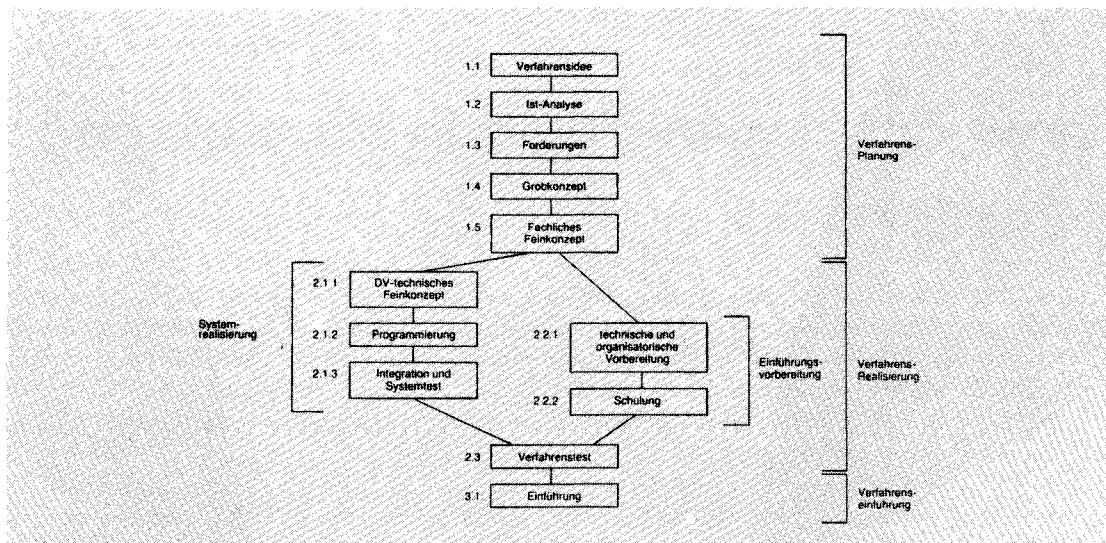 1.1 Verfahrensidee
1.2 Ist-Analyse
1.3 Forderungen
Verfahrens-
Planung
1.4 Grobkonzept
1.5 Fachliches
Feinkonzept
2.1.1 DV-technisches
Feinkonzept
System-
realisierung
2.1.2 Programmierung
2.1.3 Integration und
Systemtest
2.2.1 technische und
organisatorische
Vorbereitung
2.2.2 Schulung
Einführungs-
vorbereitung
Verfahrens-
Realisierung
2.3 Verfahrenstest
3.1 Einführung
Verfahrens-
einführung